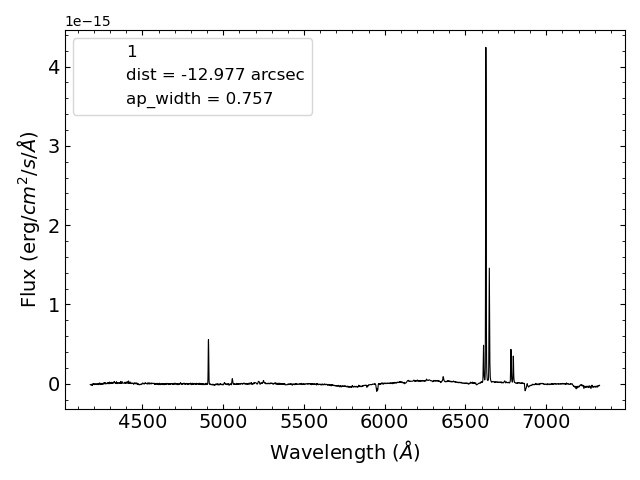 1e−15
1
dist = -12.977 arcsec
ap_width = 0.757
4
3
2
1
0
Flux (erg/cm²/s/Å)
4500 5000 5500 6000 6500 7000
Wavelength (Å)